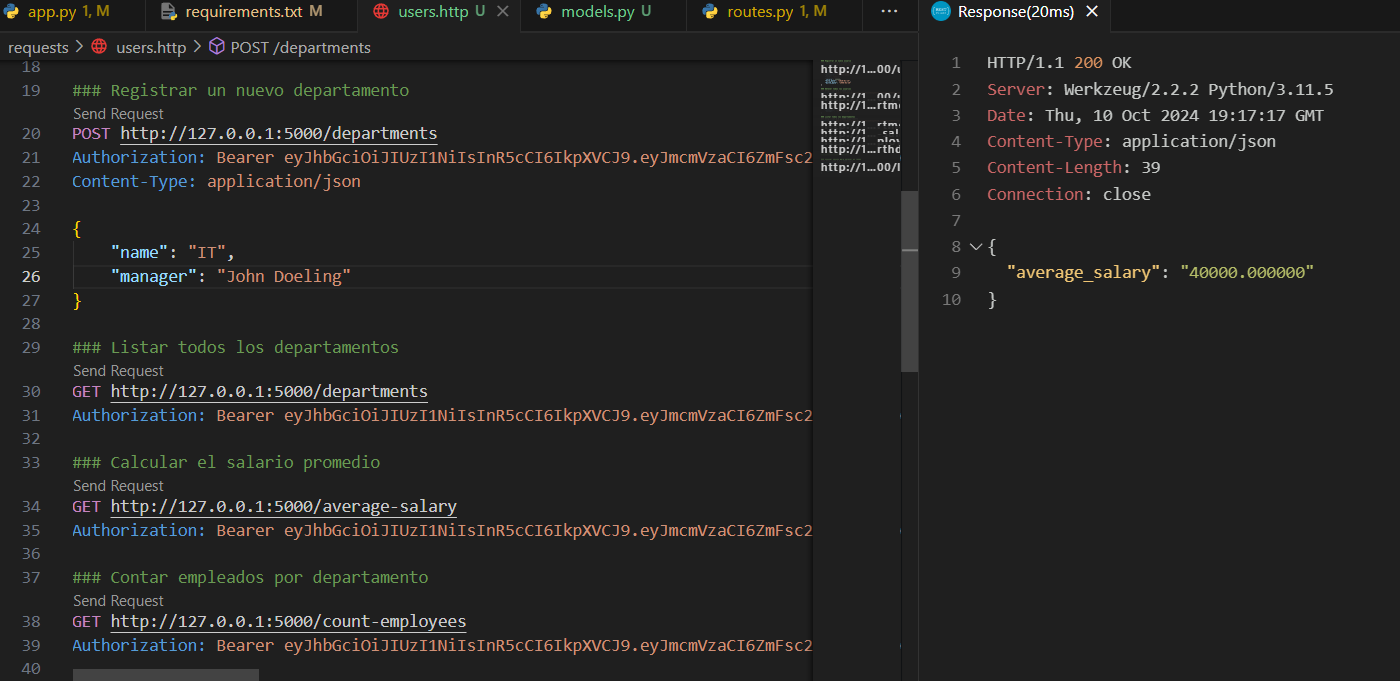 app.py 1, M
requirements.txt M
users.http U
models.py U
routes.py 1, M
...
Response(20ms)
requests > users.http > POST /departments
18
19 ### Registrar un nuevo departamento
Send Request
20 POST http://127.0.0.1:5000/departments
21 Authorization: Bearer eyJhbGciOiJIUzI1NiIsInR5cCI6IkpXVCJ9.eyJmcmVzaCI6ZmFsc2
22 Content-Type: application/json
23
24 {
25 "name": "IT",
26 "manager": "John Doeling"
27 }
28
29 ### Listar todos los departamentos
Send Request
30 GET http://127.0.0.1:5000/departments
31 Authorization: Bearer eyJhbGciOiJIUzI1NiIsInR5cCI6IkpXVCJ9.eyJmcmVzaCI6ZmFsc2
32
33 ### Calcular el salario promedio
Send Request
34 GET http://127.0.0.1:5000/average-salary
35 Authorization: Bearer eyJhbGciOiJIUzI1NiIsInR5cCI6IkpXVCJ9.eyJmcmVzaCI6ZmFsc2
36
37 ### Contar empleados por departamento
Send Request
38 GET http://127.0.0.1:5000/count-employees
39 Authorization: Bearer eyJhbGciOiJIUzI1NiIsInR5cCI6IkpXVCJ9.eyJmcmVzaCI6ZmFsc2
40
1 HTTP/1.1 200 OK
2 Server: Werkzeug/2.2.2 Python/3.11.5
3 Date: Thu, 10 Oct 2024 19:17:17 GMT
4 Content-Type: application/json
5 Content-Length: 39
6 Connection: close
7
8 {
9 "average_salary": "40000.000000"
10 }